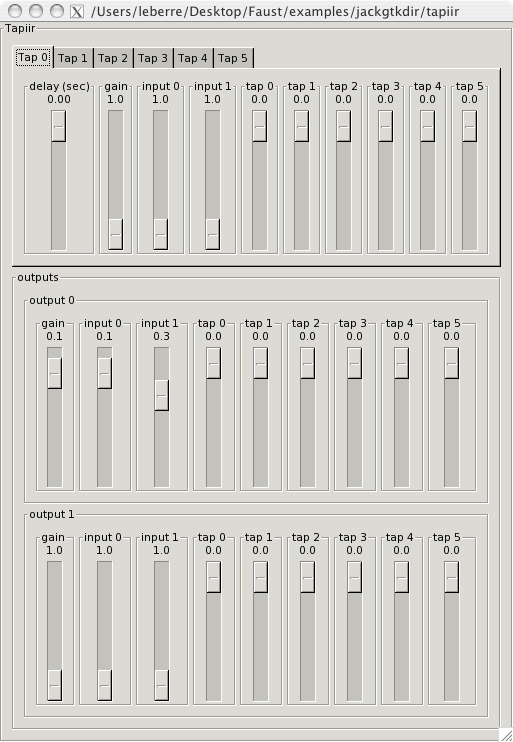 X /Users/leberre/Desktop/Faust/examples/jackgtkdir/tapiir
Tapiir
Tap 0 Tap 1 Tap 2 Tap 3 Tap 4 Tap 5
delay (sec) gain input 0 input 1 tap 0 tap 1 tap 2 tap 3 tap 4 tap 5
0.00 1.0 1.0 1.0 0.0 0.0 0.0 0.0 0.0 0.0
outputs
output 0
gain input 0 input 1 tap 0 tap 1 tap 2 tap 3 tap 4 tap 5
0.1 0.1 0.3 0.0 0.0 0.0 0.0 0.0 0.0
output 1
gain input 0 input 1 tap 0 tap 1 tap 2 tap 3 tap 4 tap 5
1.0 1.0 1.0 0.0 0.0 0.0 0.0 0.0 0.0